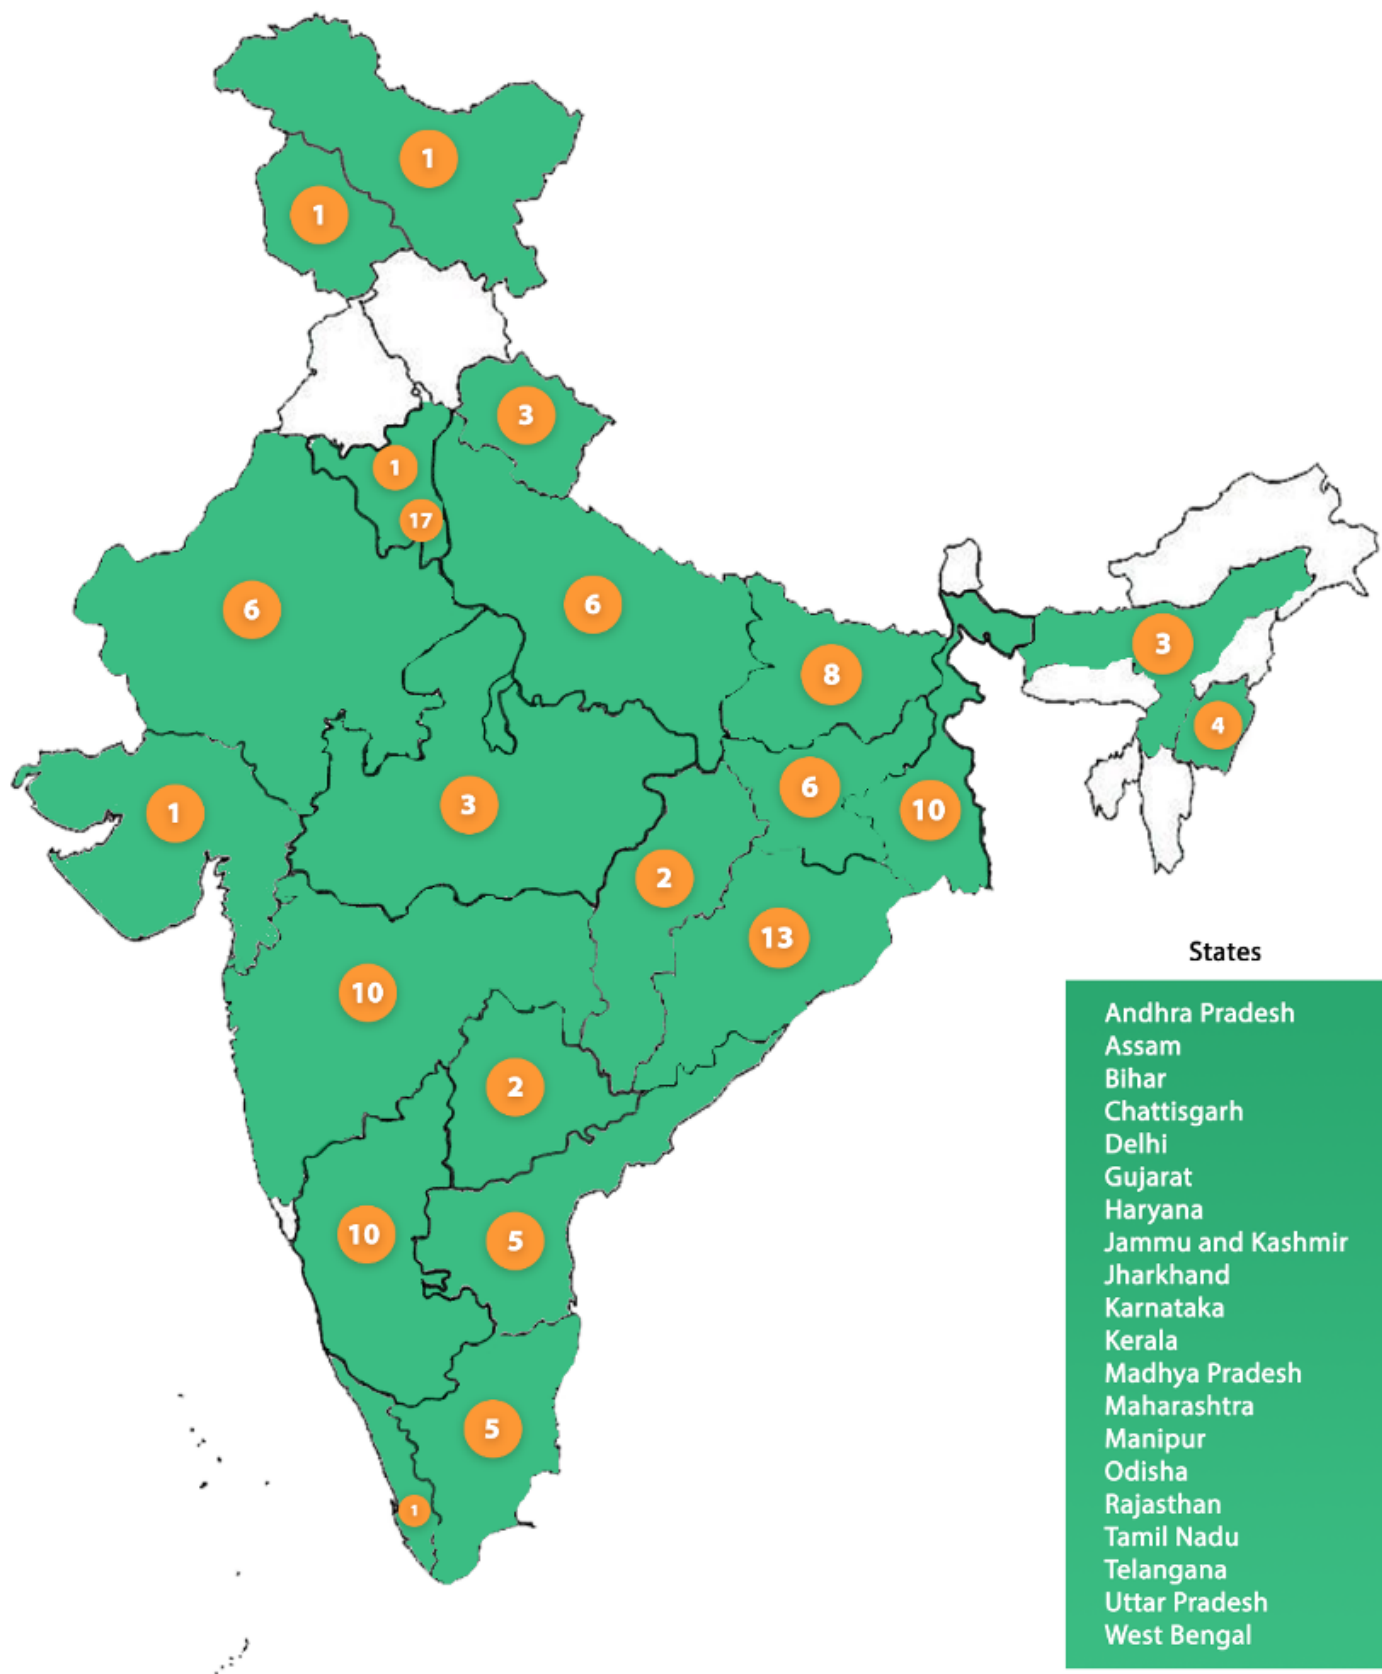 1
1
3
1
17
6
6
8
3
4
1
3
6
10
2
13
10
2
10
5
5
1
States
Andhra Pradesh
Assam
Bihar
Chattisgarh
Delhi
Gujarat
Haryana
Jammu and Kashmir
Jharkhand
Karnataka
Kerala
Madhya Pradesh
Maharashtra
Manipur
Odisha
Rajasthan
Tamil Nadu
Telangana
Uttar Pradesh
West Bengal